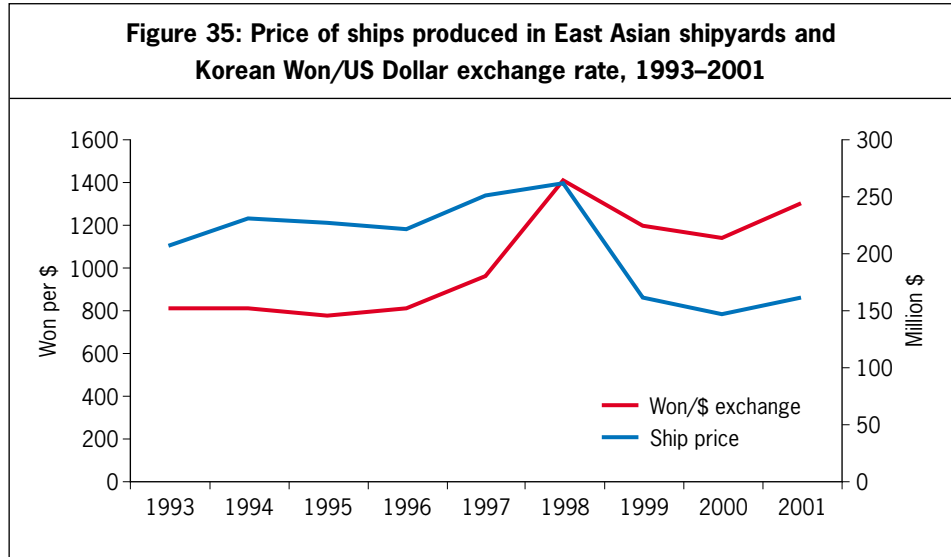 Figure 35: Price of ships produced in East Asian shipyards and
Korean Won/US Dollar exchange rate, 1993–2001
Won per $
1600
1400
1200
1000
800
600
400
200
0
300
250
200
150
100
50
0
Million $
Won/$ exchange
Ship price
1993 1994 1995 1996 1997 1998 1999 2000 2001